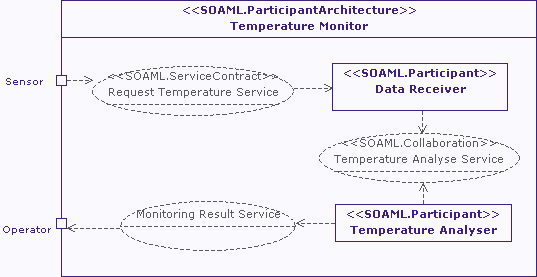 <<SOAML.ParticipantArchitecture>>
Temperature Monitor
Sensor
<<SOAML.ServiceContract>>
Request Temperature Service
<<SOAML.Participant>>
Data Receiver
<<SOAML.Collaboration>>
Temperature Analyse Service
Operator
Monitoring Result Service
<<SOAML.Participant>>
Temperature Analyser